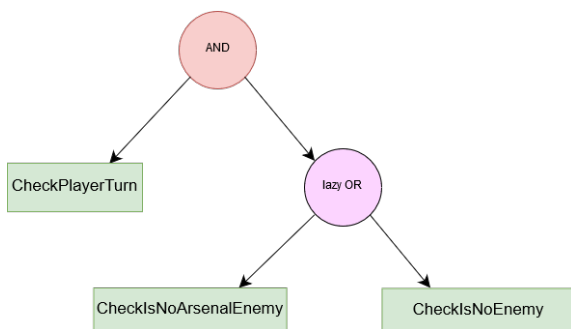 AND
CheckPlayerTurn
lazy OR
CheckIsNoArsenalEnemy
CheckIsNoEnemy